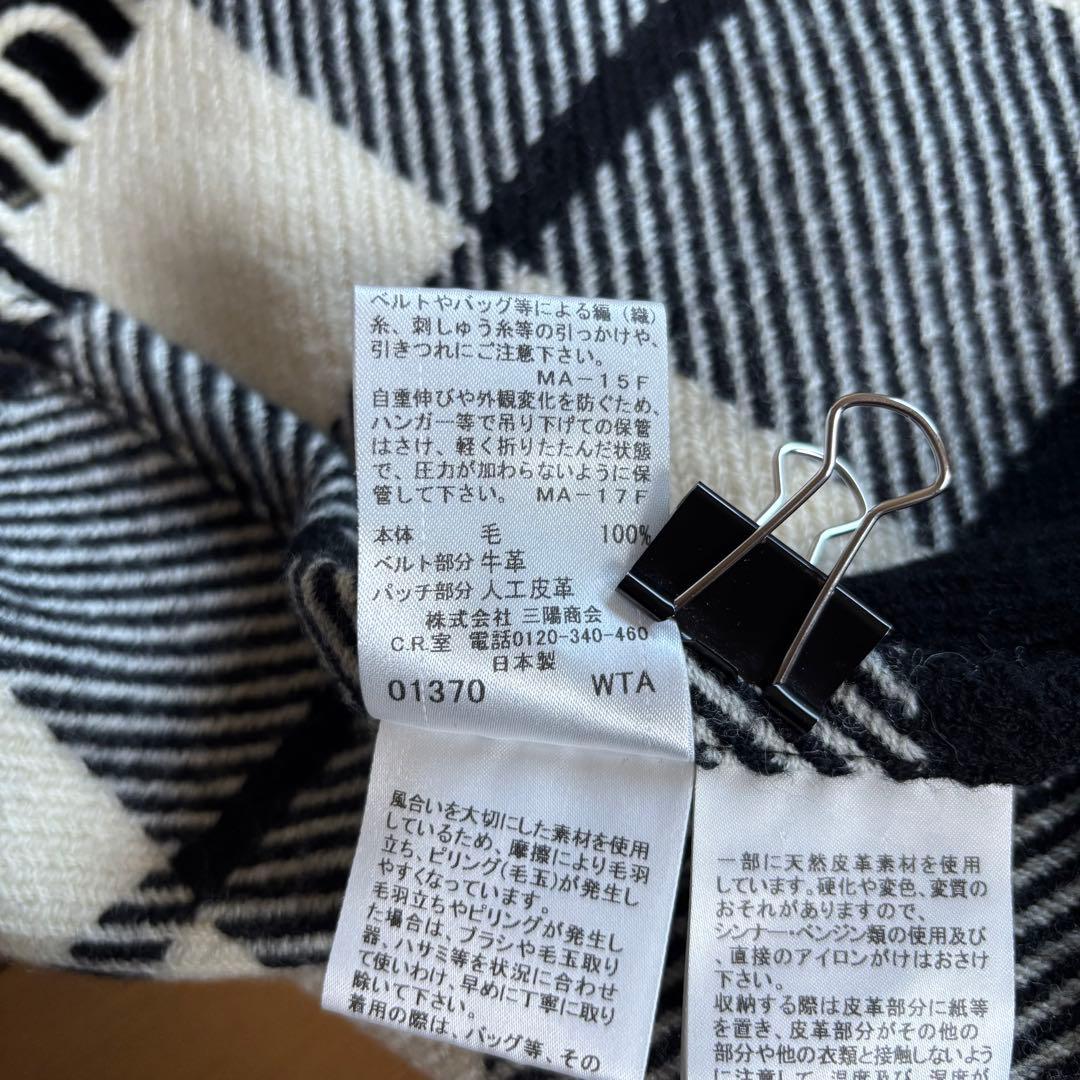 ベルトやバッグ等による編（織）
糸、刺しゅう糸等の引っかけや、
引きつれにご注意下さい。
MA－15F
自重伸びや外観変化を防ぐため、
ハンガー等で吊り下げての保管
はさけ、軽く折りたたんだ状態
で、圧力が加わらないように保
管して下さい。 MA－17F
本体 毛 100%
ベルト部分 牛革
パッチ部分 人工皮革
株式会社 三陽商会
C.R.室 電話0120-340-460
日本製
01370 WTA
風合いを大切にした素材を使用
しているため、摩擦により毛羽
立ち、ピリング(毛玉)が発生し
やすくなっています。
毛羽立ちやピリングが発生し
た場合は、ブラシや毛玉取り
器、ハサミ等を状況に合わせ
て使いわけ、早めに丁寧に取り
除いて下さい。
着用の際は、バッグ等、その
一部に天然皮革素材を使用
しています。硬化や変色、変質の
おそれがありますので、
シンナー・ベンジン類の使用及び
、直接のアイロンがけはおさけ
下さい。
収納する際は皮革部分に紙等
を置き、皮革部分がその他の
部分や他の衣類と接触しないよう
に注意して、温度及び、湿度が